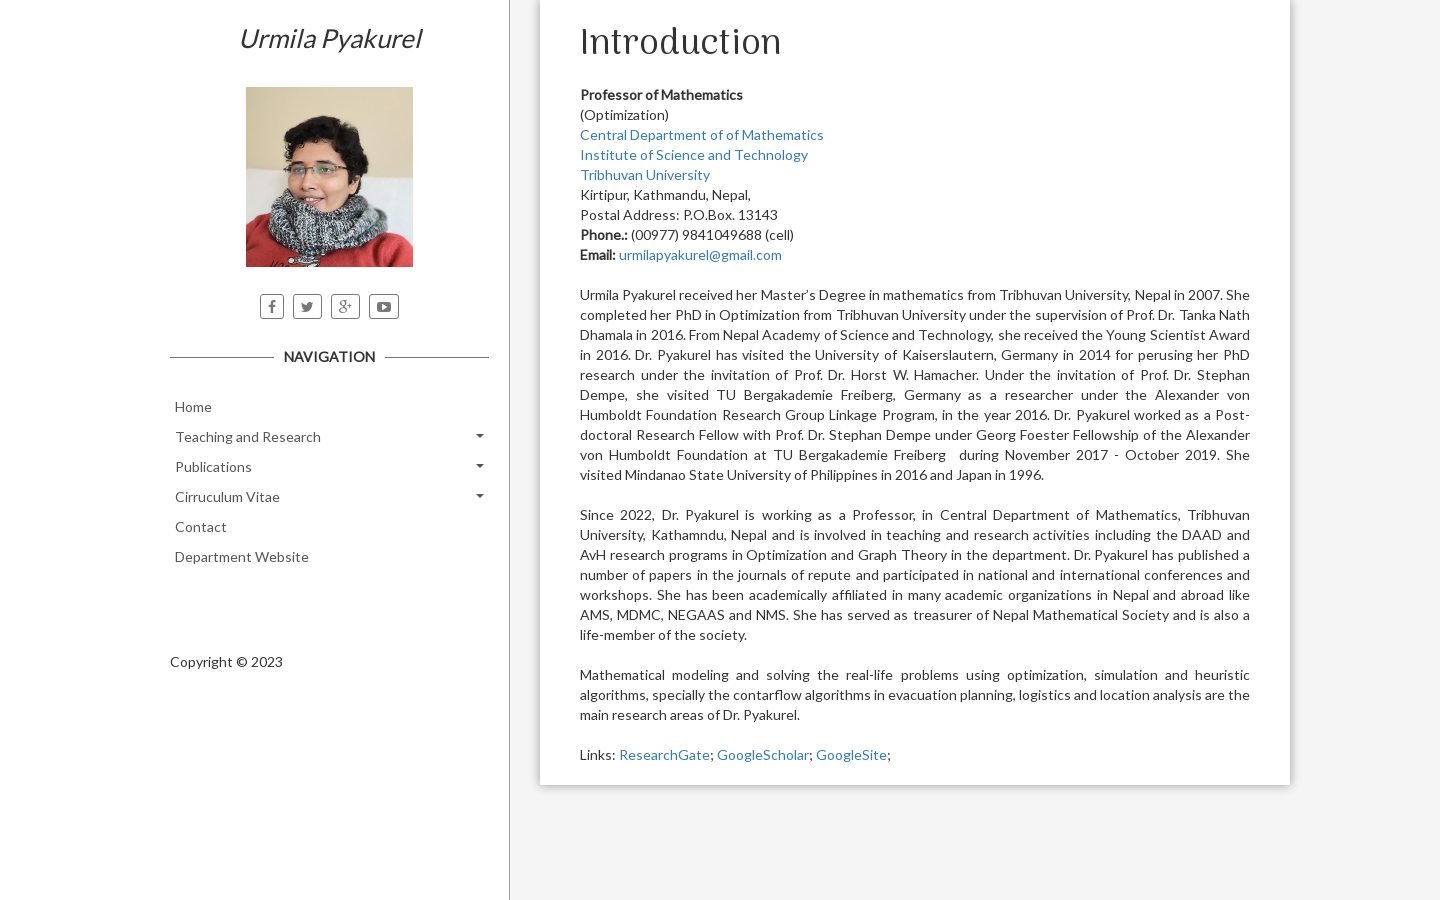 Urmila Pyakurel
NAVIGATION
Home
Teaching and Research
Publications
Cirruculum Vitae
Contact
Department Website
Copyright © 2023
Introduction
Professor of Mathematics
(Optimization)
Central Department of of Mathematics
Institute of Science and Technology
Tribhuvan University
Kirtipur, Kathmandu, Nepal,
Postal Address: P.O.Box. 13143
Phone.: (00977) 9841049688 (cell)
Email: urmilapyakurel@gmail.com
Urmila Pyakurel received her Master’s Degree in mathematics from Tribhuvan University, Nepal in 2007. She
completed her PhD in Optimization from Tribhuvan University under the supervision of Prof. Dr. Tanka Nath
Dhamala in 2016. From Nepal Academy of Science and Technology, she received the Young Scientist Award
in 2016. Dr. Pyakurel has visited the University of Kaiserslautern, Germany in 2014 for perusing her PhD
research under the invitation of Prof. Dr. Horst W. Hamacher. Under the invitation of Prof. Dr. Stephan
Dempe, she visited TU Bergakademie Freiberg, Germany as a researcher under the Alexander von
Humboldt Foundation Research Group Linkage Program, in the year 2016. Dr. Pyakurel worked as a Post-
doctoral Research Fellow with Prof. Dr. Stephan Dempe under Georg Foester Fellowship of the Alexander
von Humboldt Foundation at TU Bergakademie Freiberg  during November 2017 - October 2019. She
visited Mindanao State University of Philippines in 2016 and Japan in 1996.
Since 2022, Dr. Pyakurel is working as a Professor, in Central Department of Mathematics, Tribhuvan
University, Kathamndu, Nepal and is involved in teaching and research activities including the DAAD and
AvH research programs in Optimization and Graph Theory in the department. Dr. Pyakurel has published a
number of papers in the journals of repute and participated in national and international conferences and
workshops. She has been academically affiliated in many academic organizations in Nepal and abroad like
AMS, MDMC, NEGAAS and NMS. She has served as treasurer of Nepal Mathematical Society and is also a
life-member of the society.
Mathematical modeling and solving the real-life problems using optimization, simulation and heuristic
algorithms, specially the contarflow algorithms in evacuation planning, logistics and location analysis are the
main research areas of Dr. Pyakurel.
Links: ResearchGate; GoogleScholar; GoogleSite;